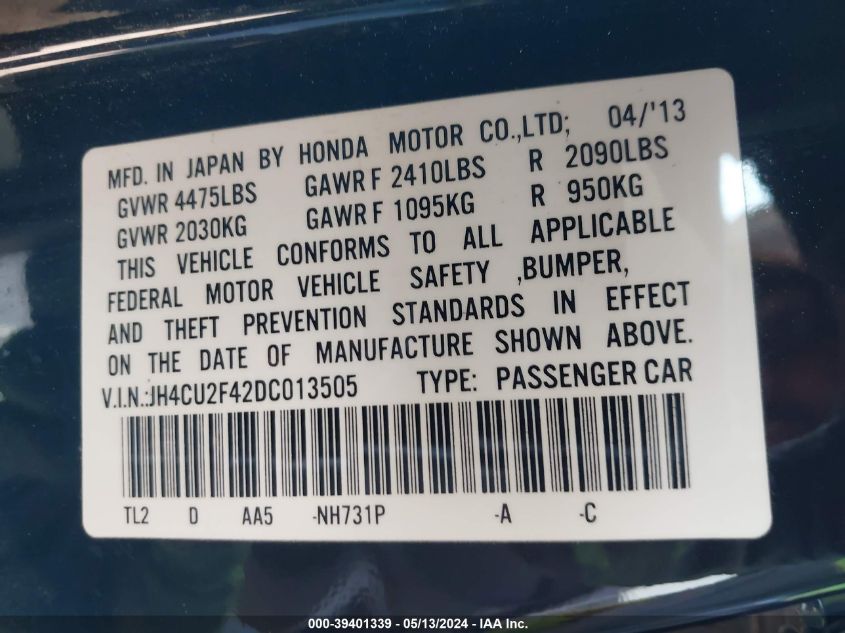 MFD. IN JAPAN BY HONDA MOTOR CO.,LTD; 04/'13
GVWR 4475LBS GAWR F 2410LBS R 2090LBS
GVWR 2030KG GAWR F 1095KG R 950KG
THIS VEHICLE CONFORMS TO ALL APPLICABLE
FEDERAL MOTOR VEHICLE SAFETY ,BUMPER,
AND THEFT PREVENTION STANDARDS IN EFFECT
ON THE DATE OF MANUFACTURE SHOWN ABOVE.
V.I.N.:JH4CU2F42DC013505 TYPE: PASSENGER CAR
TL2 D AA5 -NH731P -A -C
000-39401339 - 05/13/2024 - IAA Inc.